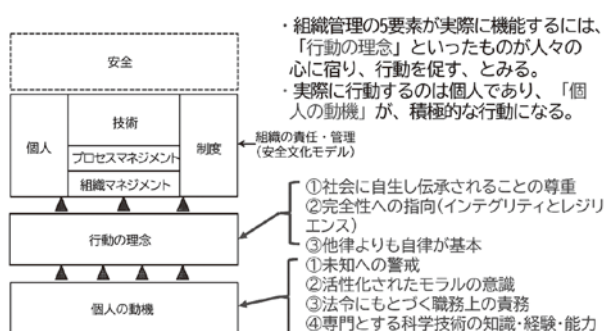 ・組織管理の5要素が実際に機能するには、
「行動の理念」といったものが人々の
心に宿り、行動を促す、とみる。
・実際に行動するのは個人であり、「個
人の動機」が、積極的な行動になる。
安全
個人
技術
プロセスマネジメント
組織マネジメント
制度
組織の責任・管理
(安全文化モデル)
行動の理念
①社会に自生し伝承されることの尊重
②完全性への指向(インテグリティとレジリ
エンス)
③他律よりも自律が基本
個人の動機
①未知への警戒
②活性化されたモラルの意識
③法令にもとづく職務上の責務
④専門とする科学技術の知識・経験・能力